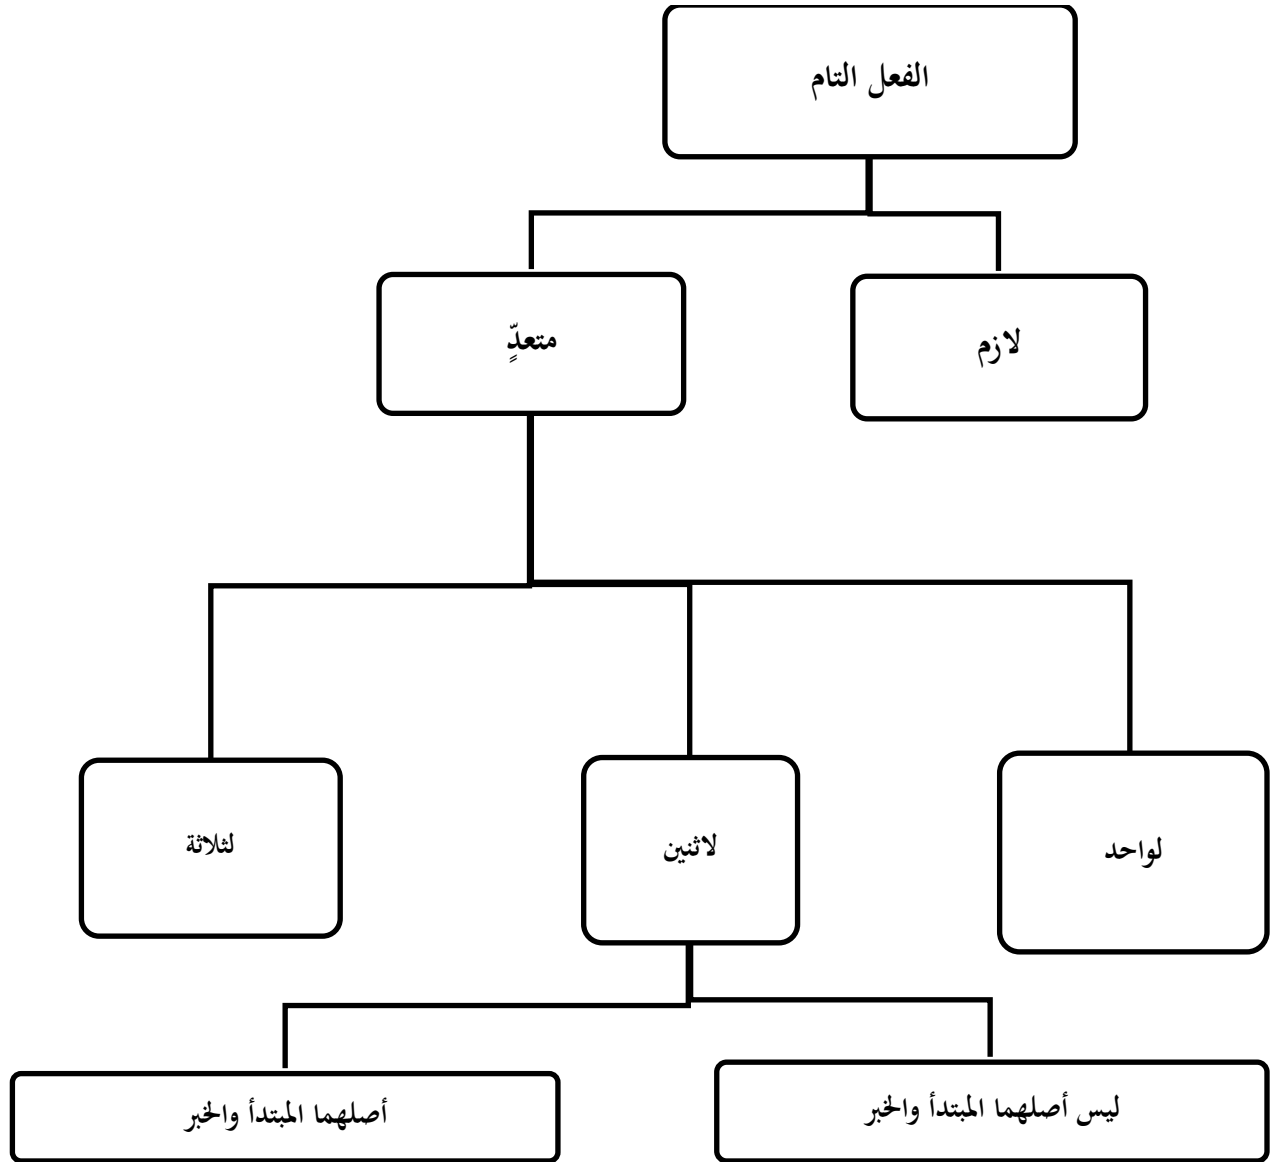 الفعل التام
لازم
متعدٍّ
لواحد
لاثنين
لثلاثة
ليس أصلهما المبتدأ والخبر
أصلهما المبتدأ والخبر